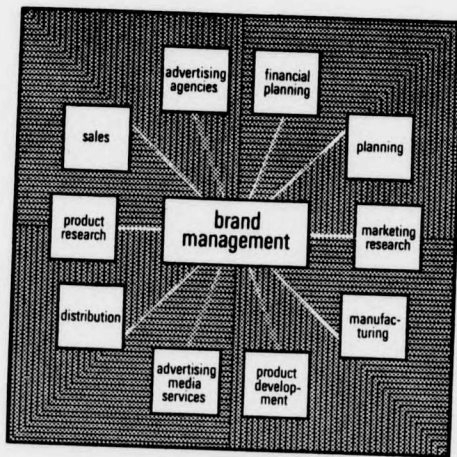 advertising
agencies
financial
planning
sales
planning
product
research
brand
management
marketing
research
distribution
manufac-
turing
advertising
media
services
product
develop-
ment